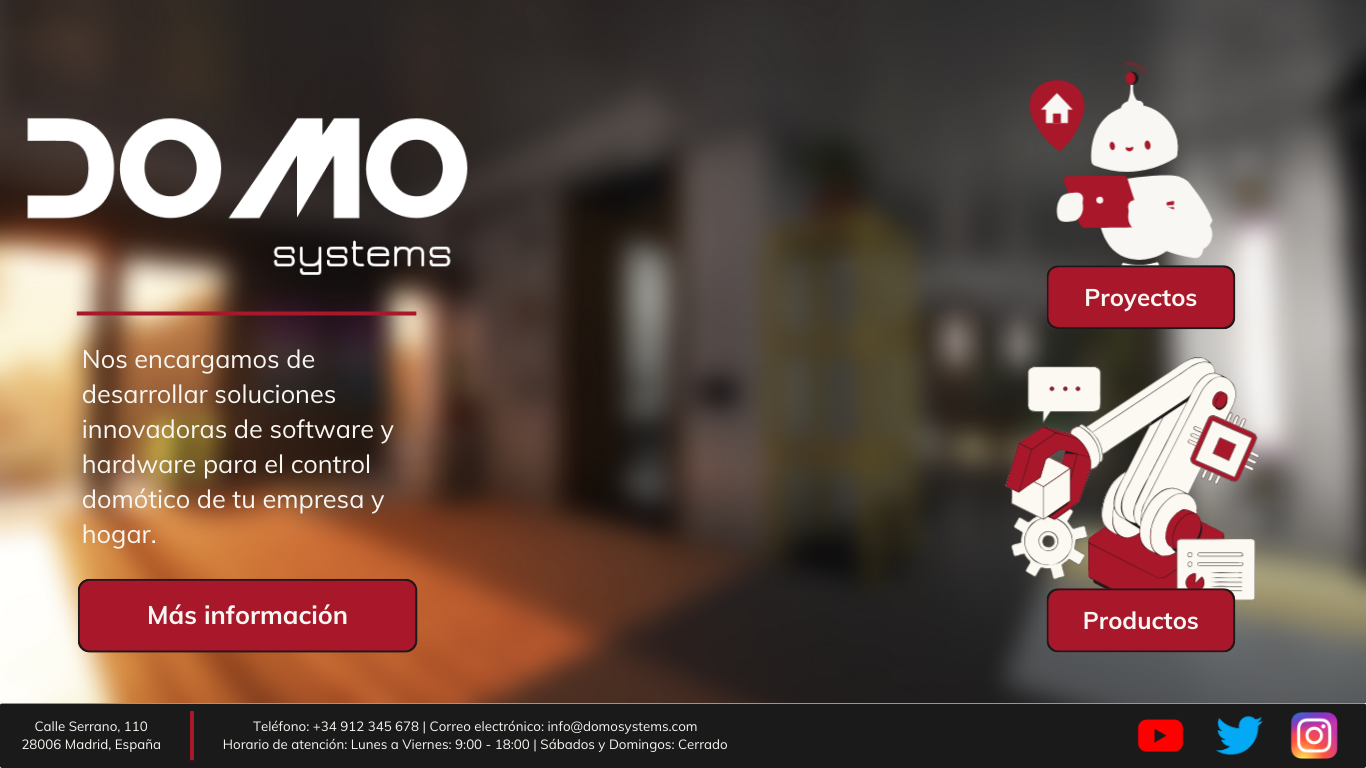 DOMO
systems
Nos encargamos de
desarrollar soluciones
innovadoras de software y
hardware para el control
domótico de tu empresa y
hogar.
Más información
Proyectos
Productos
Calle Serrano, 110
28006 Madrid, España
Teléfono: +34 912 345 678 | Correo electrónico: info@domosystems.com
Horario de atención: Lunes a Viernes: 9:00 - 18:00 | Sábados y Domingos: Cerrado